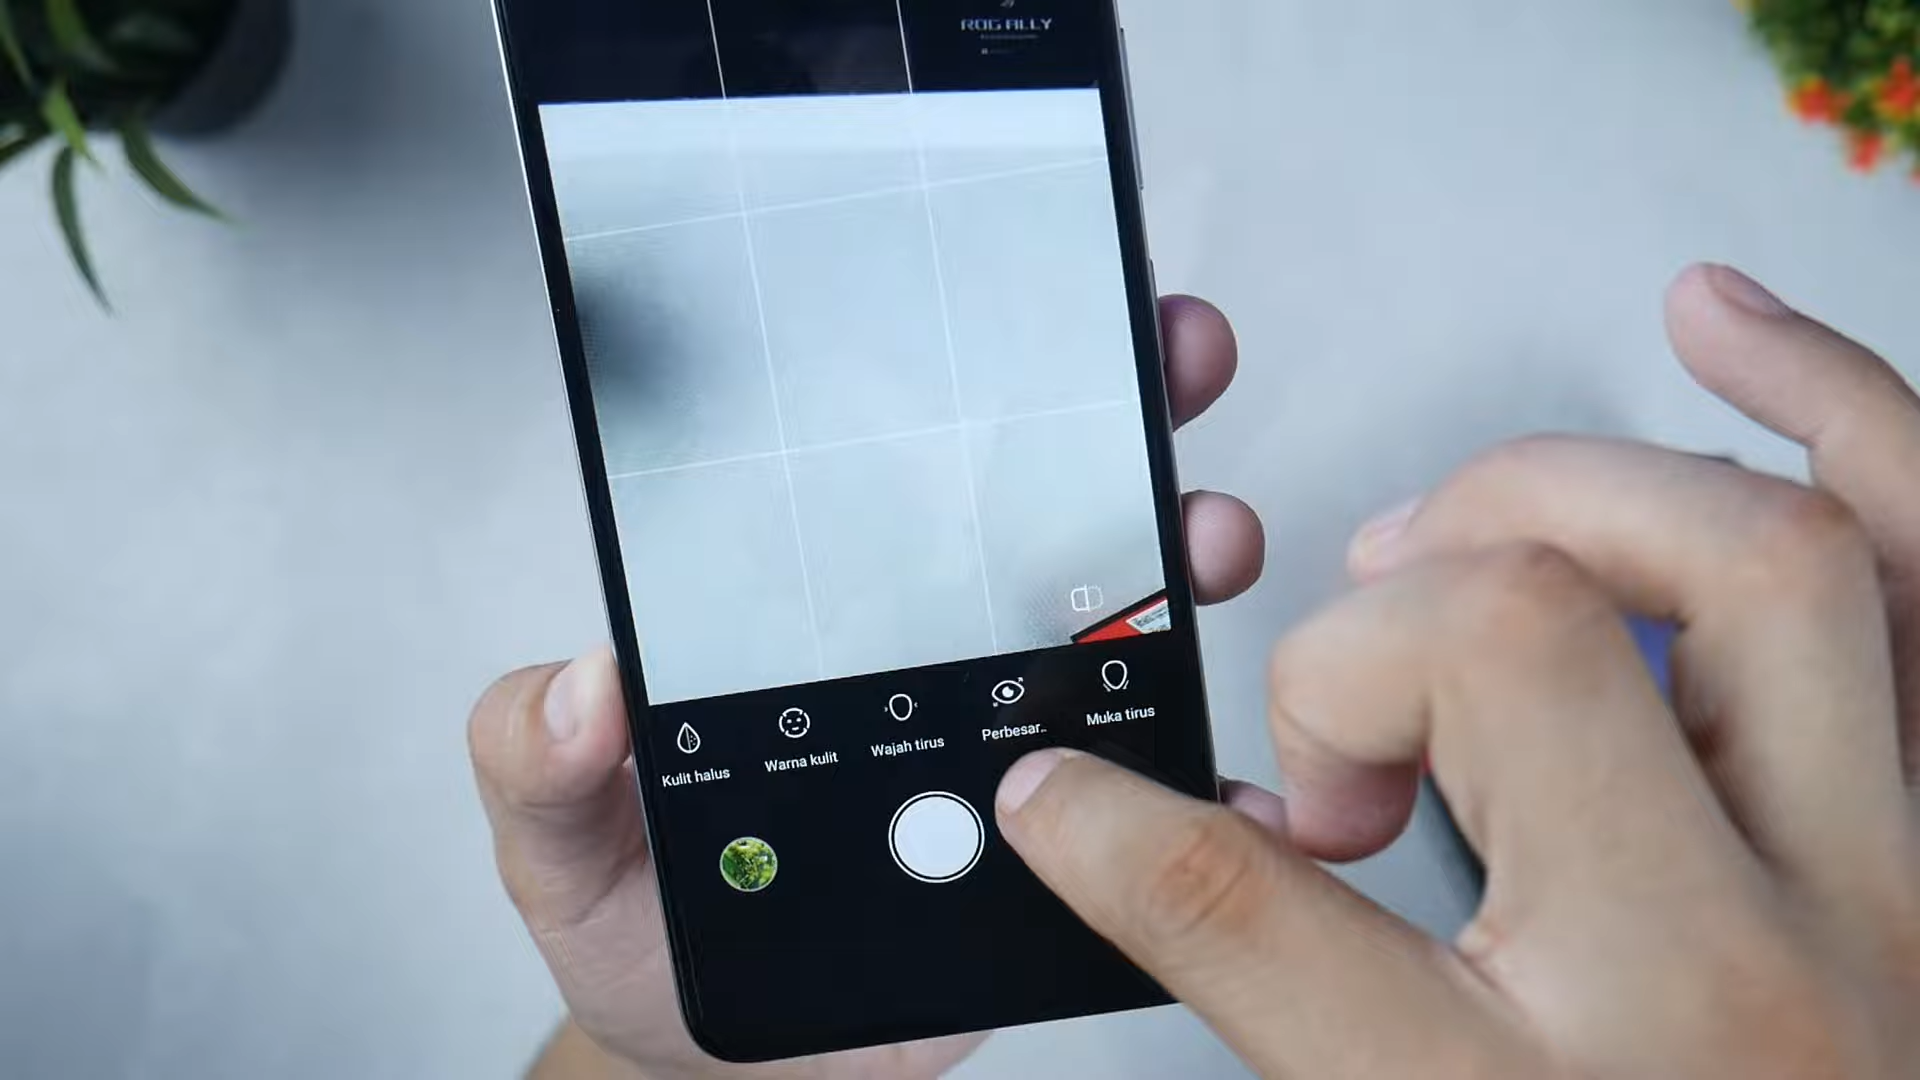 ROG ALLY
Kulit halus
Warna kulit
Wajah tirus
Perbesar..
Muka tirus